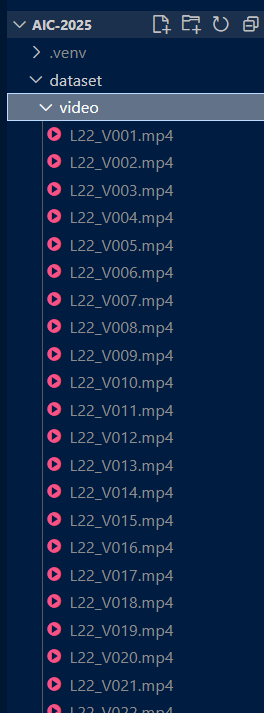 AIC-2025
.venv
dataset
video
L22_V001.mp4
L22_V002.mp4
L22_V003.mp4
L22_V004.mp4
L22_V005.mp4
L22_V006.mp4
L22_V007.mp4
L22_V008.mp4
L22_V009.mp4
L22_V010.mp4
L22_V011.mp4
L22_V012.mp4
L22_V013.mp4
L22_V014.mp4
L22_V015.mp4
L22_V016.mp4
L22_V017.mp4
L22_V018.mp4
L22_V019.mp4
L22_V020.mp4
L22_V021.mp4
L22_V022.mp4